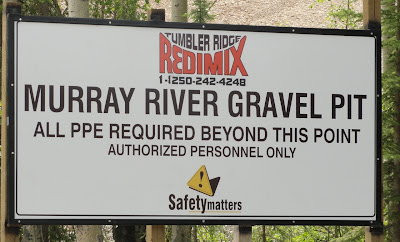 TUMBLER RIDGE
REDIMIX
1-1250-242-4248
MURRAY RIVER GRAVEL PIT
ALL PPE REQUIRED BEYOND THIS POINT
AUTHORIZED PERSONNEL ONLY
Safetymatters